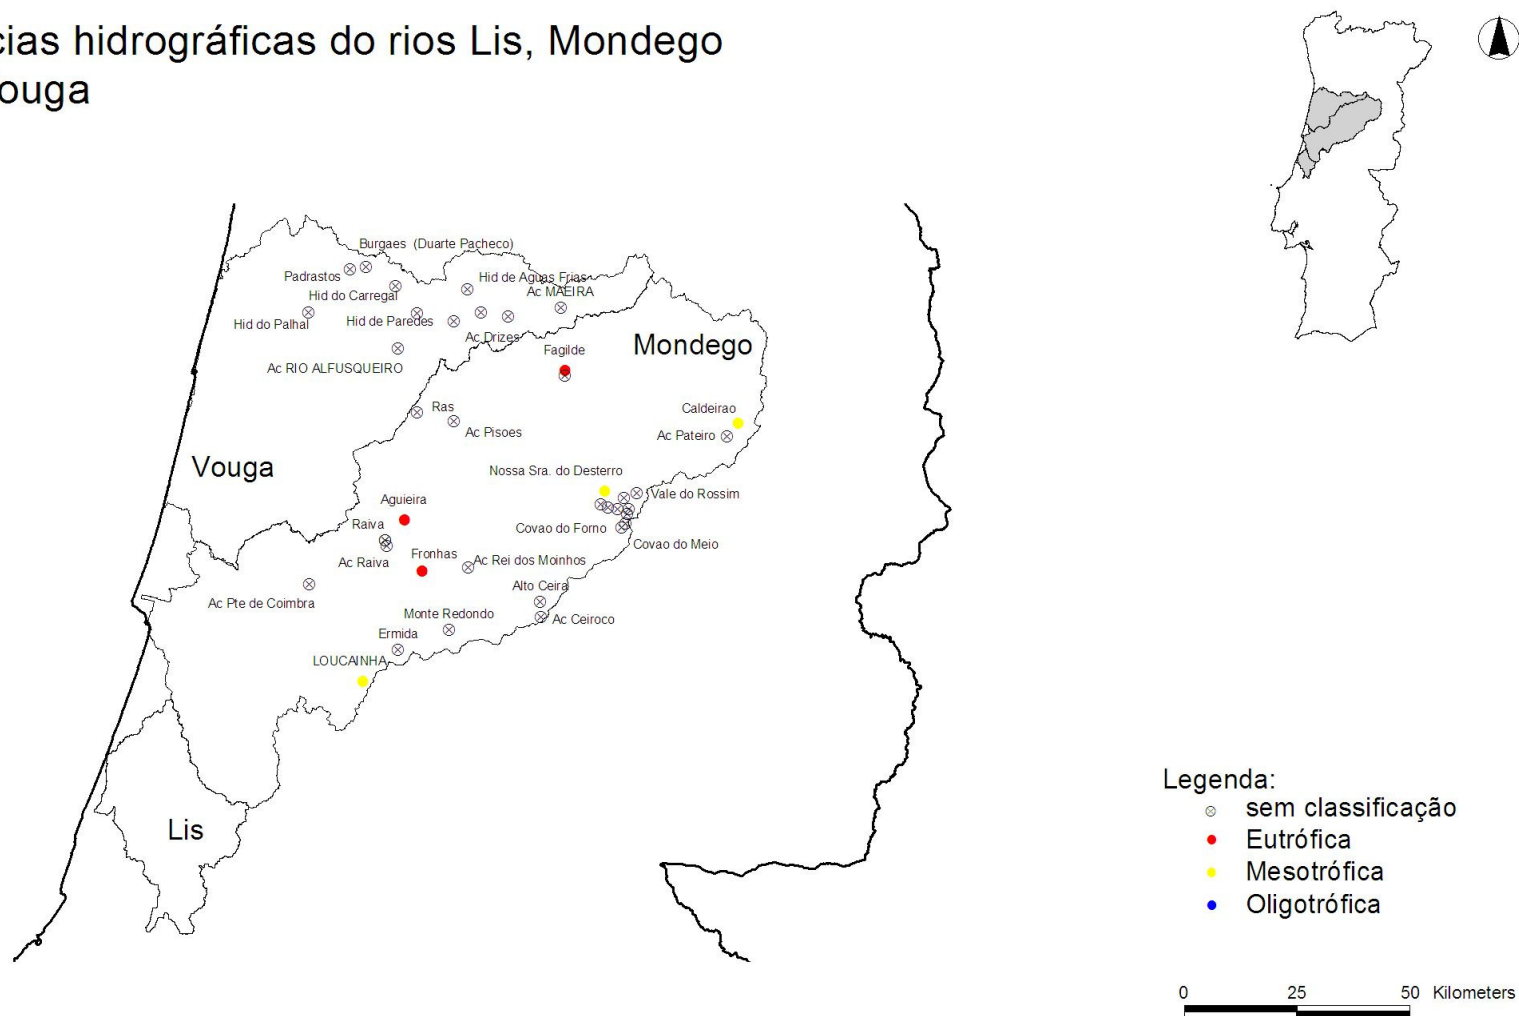 cias hidrográficas do rios Lis, Mondego
ouga
Burgaes (Duarte Pacheco)
Padrastos
Hid de Aguas Frias
Hid do Carregal
Ac MAEIRA
Hid do Palhal
Hid de Paredes
Ac Drizes
Mondego
Fagilde
Ac RIO ALFUSQUEIRO
Ras
Caldeirao
Ac Pisoes
Ac Pateiro
Vouga
Nossa Sra. do Desterro
Aguieira
Vale do Rossim
Raiva
Covao do Forno
Covao do Meio
Fronhas
Ac Raiva
Ac Rei dos Moinhos
Alto Ceira
Ac Pte de Coimbra
Monte Redondo
Ac Ceiroco
Ermida
LOUCAINHA
Lis
Legenda:
sem classificação
Eutrófica
Mesotrófica
Oligotrófica
0 25 50 Kilometers